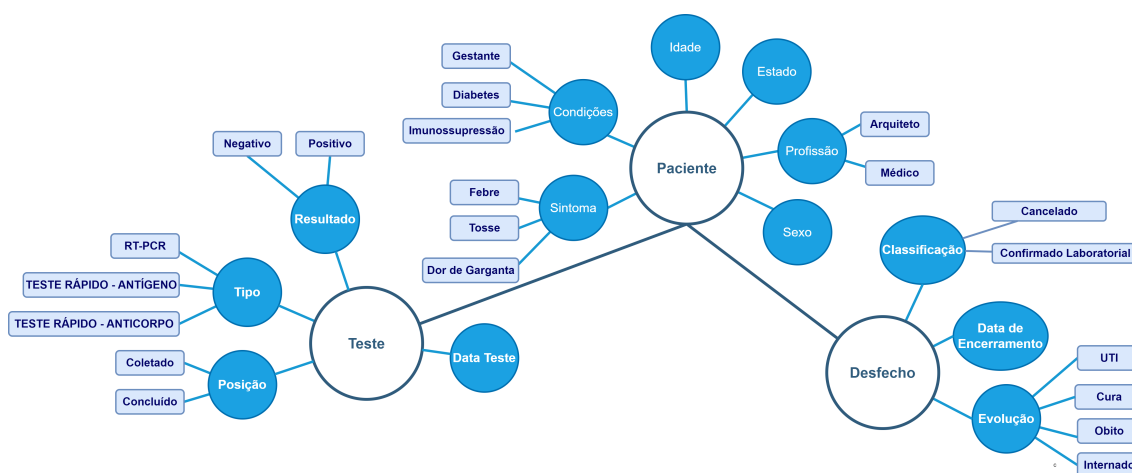 Idade
Estado
Gestante
Diabetes
Imunossupressão
Condições
Arquiteto
Profissão
Médico
Negativo
Positivo
Paciente
Febre
Tosse
Dor de Garganta
Sintoma
Sexo
Resultado
Cancelado
Classificação
Confirmado Laboratorial
RT-PCR
TESTE RÁPIDO - ANTÍGENO
TESTE RÁPIDO - ANTICORPO
Tipo
Teste
Data Teste
Coletado
Concluído
Posição
Data de
Encerramento
Desfecho
UTI
Cura
Obito
Internado
Evolução
c